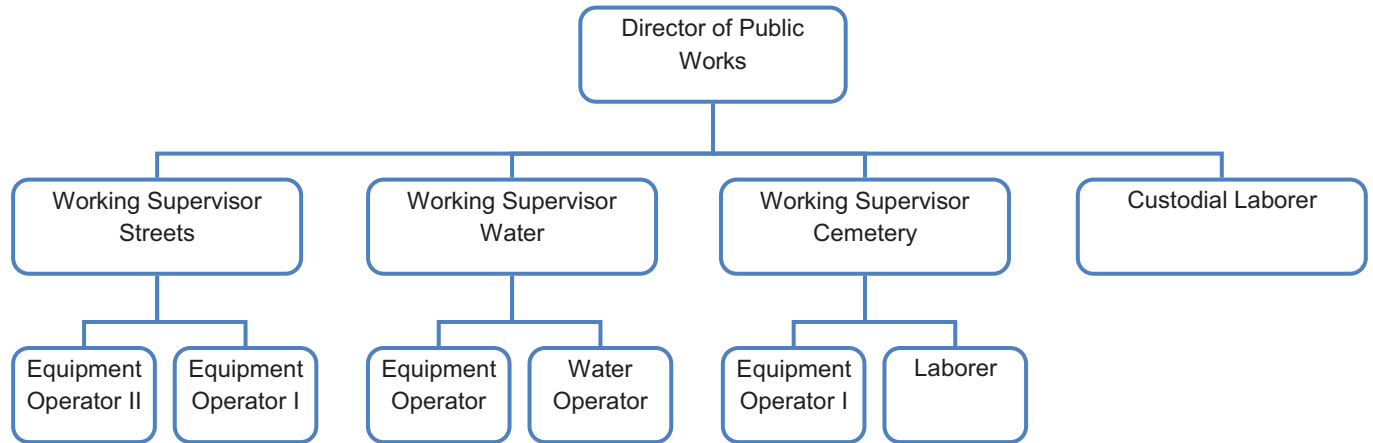 Director of Public
Works
Working Supervisor
Streets
Working Supervisor
Water
Working Supervisor
Cemetery
Custodial Laborer
Equipment
Operator II
Equipment
Operator I
Equipment
Operator
Water
Operator
Equipment
Operator I
Laborer